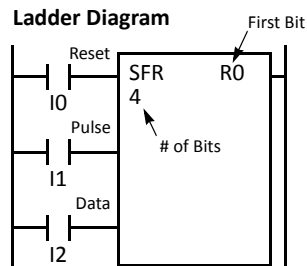 Ladder Diagram
First Bit
Reset
SFR R0
4
I0
Pulse
# of Bits
I1
Data
I2